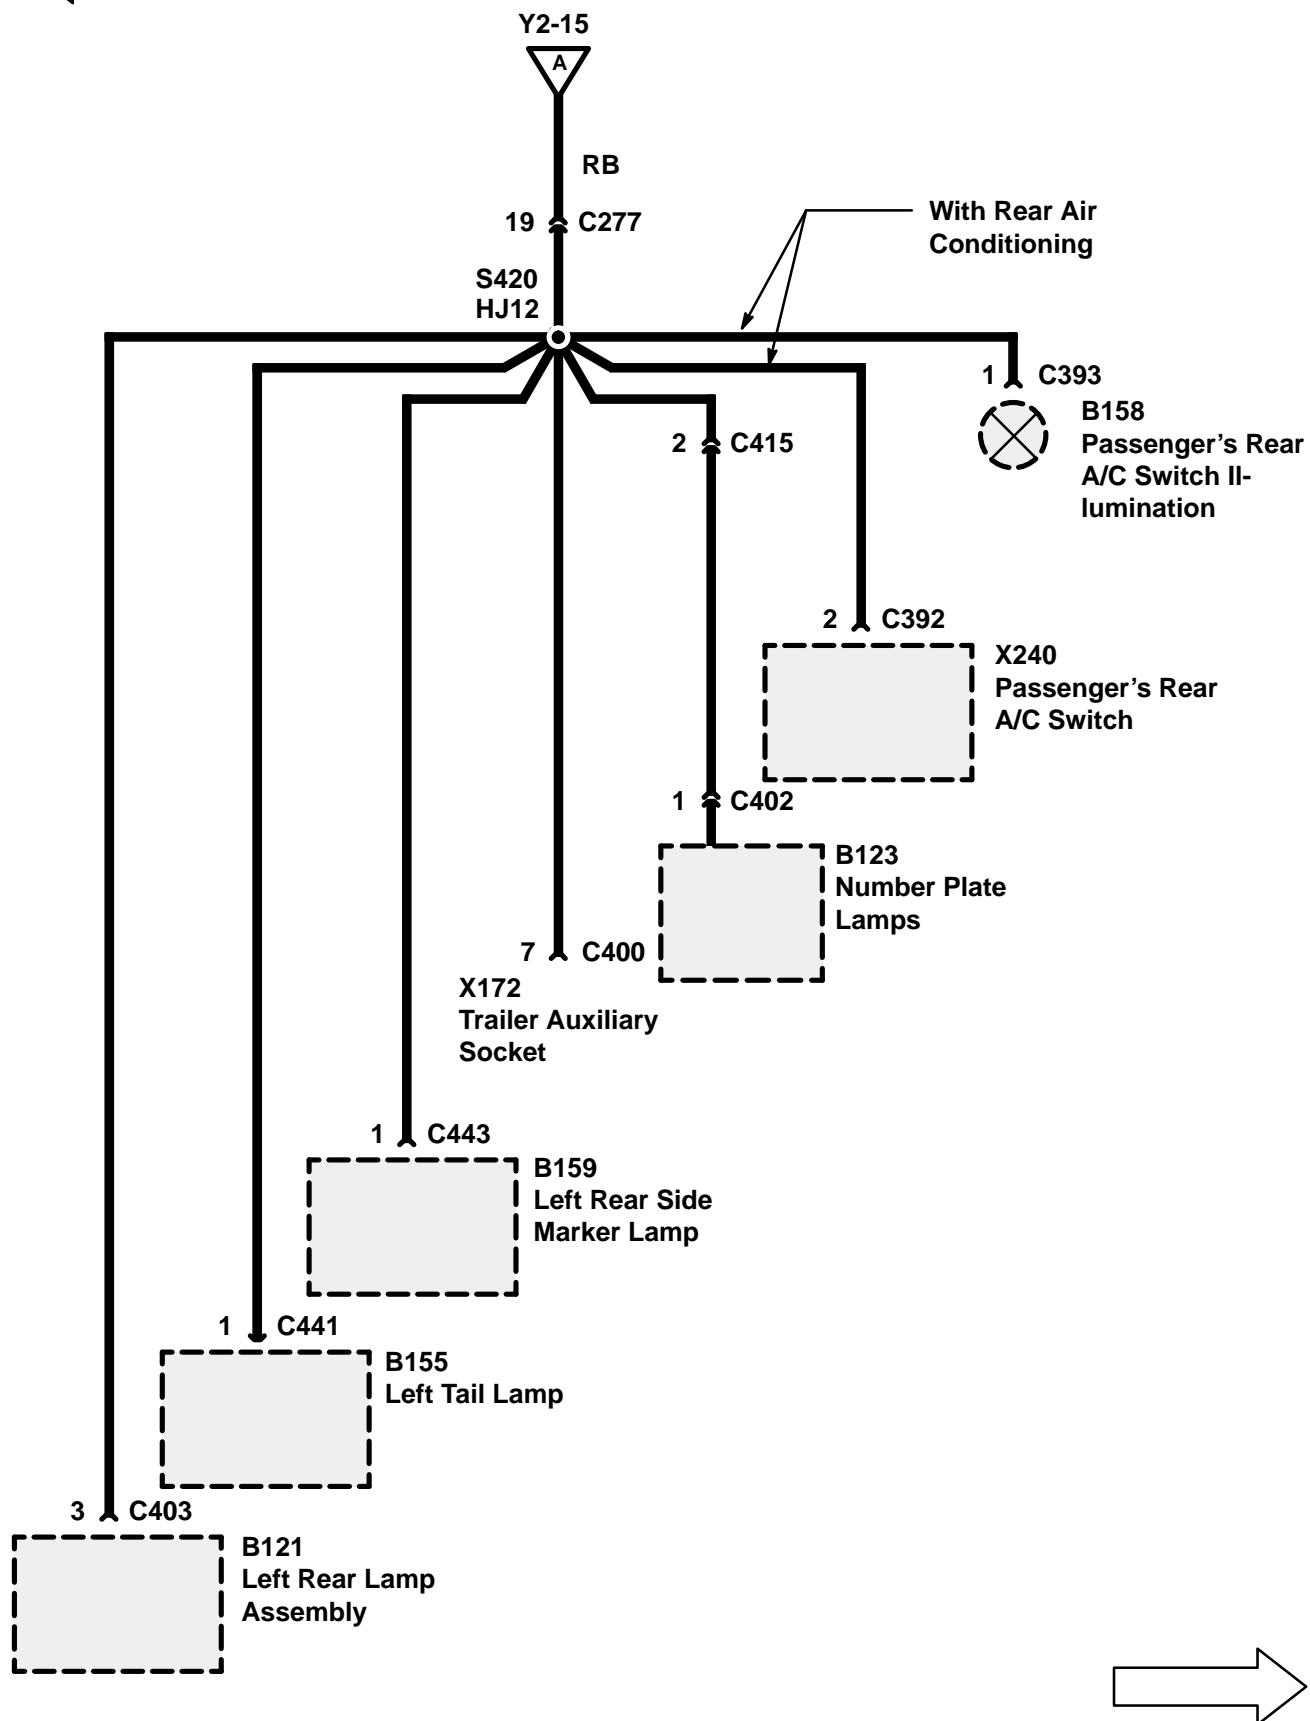 Y2-15
A
RB
19 C277
With Rear Air
Conditioning
S420
HJ12
1 C393
B158
Passenger’s Rear
A/C Switch Il-
lumination
2 C415
2 C392
X240
Passenger’s Rear
A/C Switch
1 C402
B123
Number Plate
Lamps
7 C400
X172
Trailer Auxiliary
Socket
1 C443
B159
Left Rear Side
Marker Lamp
1 C441
B155
Left Tail Lamp
3 C403
B121
Left Rear Lamp
Assembly